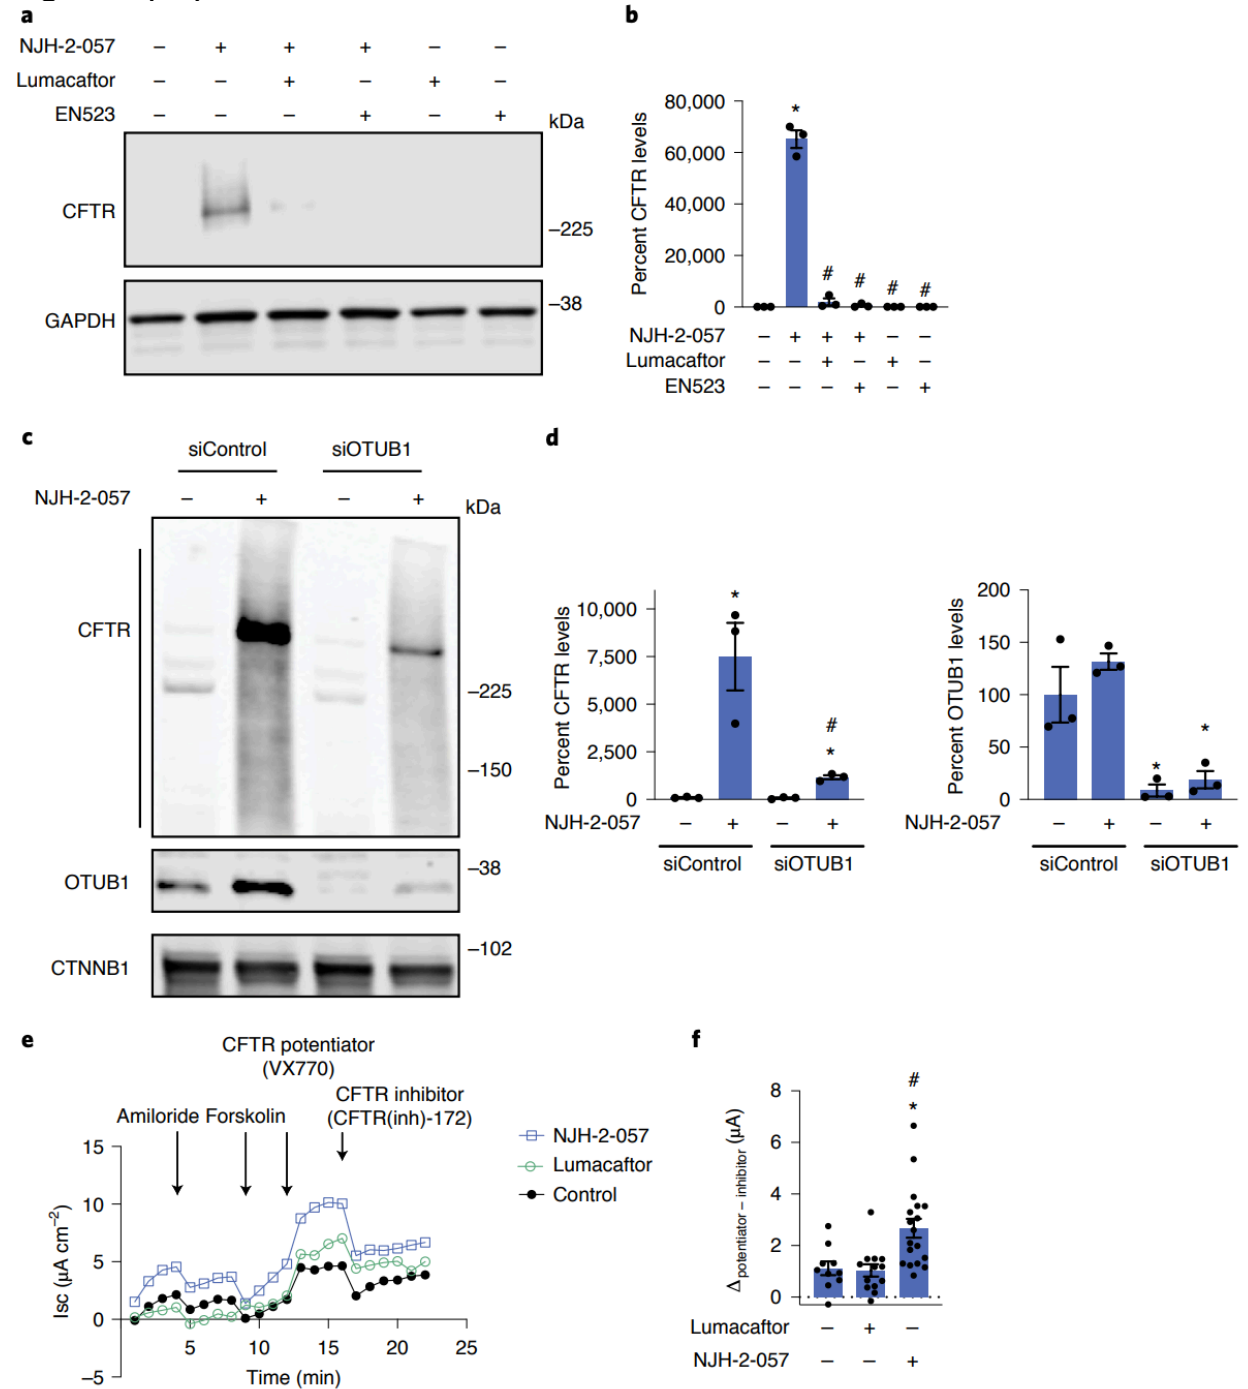 a
NJH-2-057 – + + + – –
Lumacaftor – – + – + –
EN523 – – – + – +
kDa
CFTR
–225
–38
GAPDH
b
Percent CFTR levels
80,000
60,000
40,000
20,000
0
*
# # # #
NJH-2-057 – + + + – –
Lumacaftor – – + – + –
EN523 – – – + – +
c
siControl siOTUB1
NJH-2-057 – + – +
kDa
CFTR
–225
–150
–38
OTUB1
–102
CTNNB1
d
Percent CFTR levels
10,000
7,500
5,000
2,500
0
*
#
*
NJH-2-057 – + – +
siControl siOTUB1
Percent OTUB1 levels
200
150
100
50
0
* *
NJH-2-057 – + – +
siControl siOTUB1
e
CFTR potentiator
(VX770)
CFTR inhibitor
(CFTR(inh)-172)
Amiloride Forskolin
NJH-2-057
Lumacaftor
Control
Isc (μA cm−2)
15
10
5
0
–5
5 10 15 20 25
Time (min)
f
Δpotentiator – inhibitor (μA)
8
6
4
2
0
#
*
Lumacaftor – + –
NJH-2-057 – – +